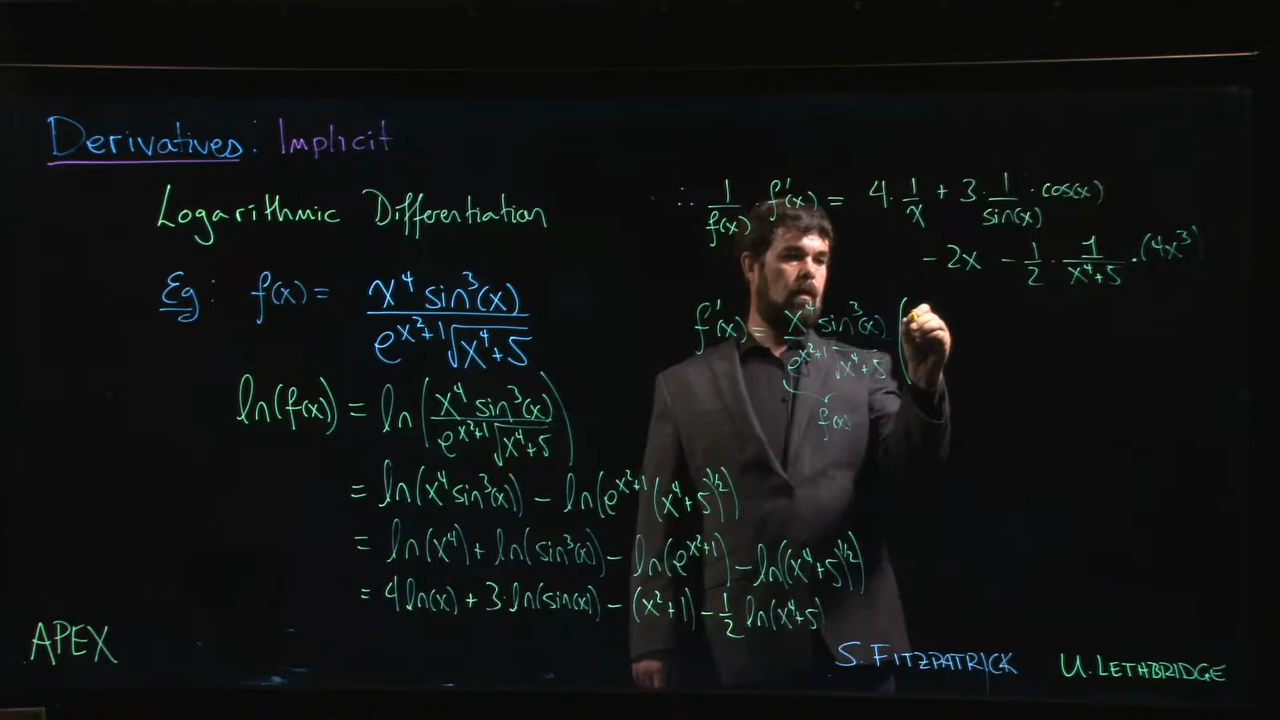 Derivatives: Implicit
Logarithmic Differentiation
Eg: f(x) = x⁴ sin³(x) / e^(x²+1) √(x⁴+5)
ln(f(x)) = ln(x⁴ sin³(x) / e^(x²+1) √(x⁴+5))
= ln(x⁴ sin³(x)) − ln(e^(x²+1) (x⁴+5)^(1/2))
= ln(x⁴) + ln(sin³(x)) − ln(e^(x²+1)) − ln((x⁴+5)^(1/2))
= 4 ln(x) + 3·ln(sin(x)) − (x²+1) − 1/2 ln(x⁴+5)
∴ 1/f(x) · f'(x) = 4·1/x + 3·1/sin(x) · cos(x)
− 2x − 1/2 · 1/(x⁴+5) · (4x³)
f'(x) = x⁴ sin³(x) / e^(x²+1) √(x⁴+5) (
f(x)
APEX
S. FITZPATRICK
U. LETHBRIDGE